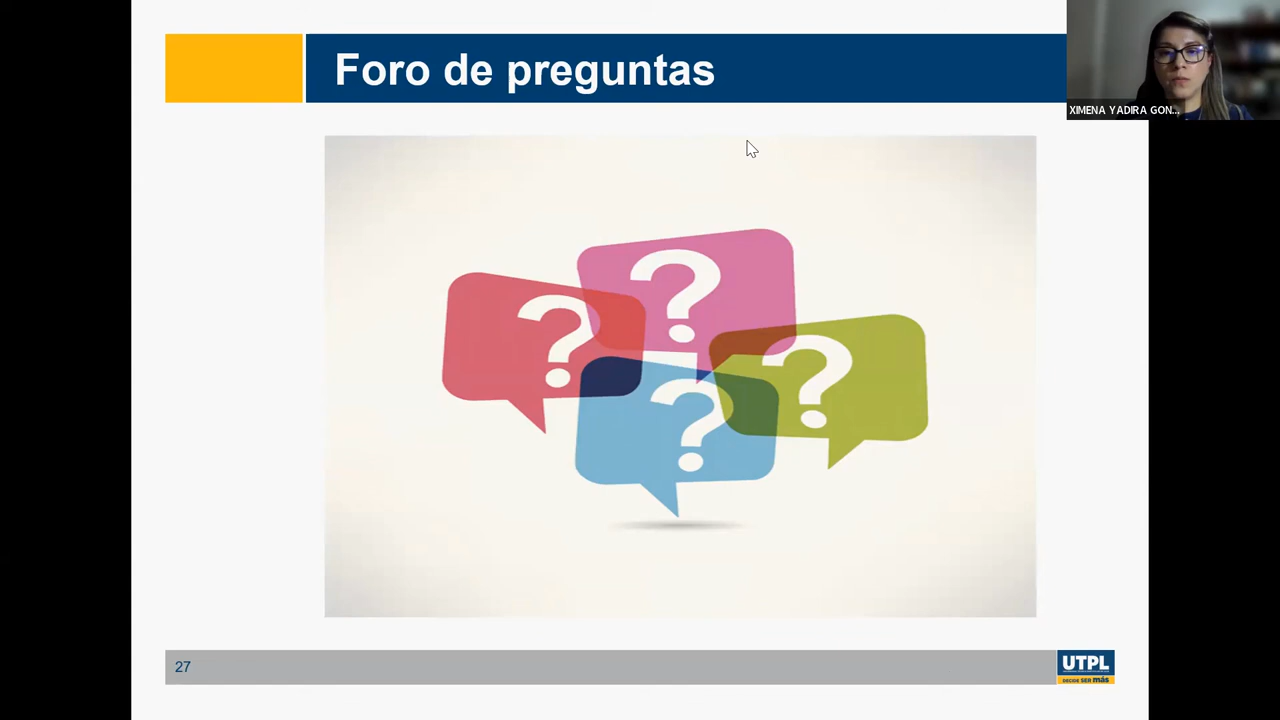 Foro de preguntas
XIMENA YADIRA GON...
?
?
?
?
27
UTPL
DECIDE SER más